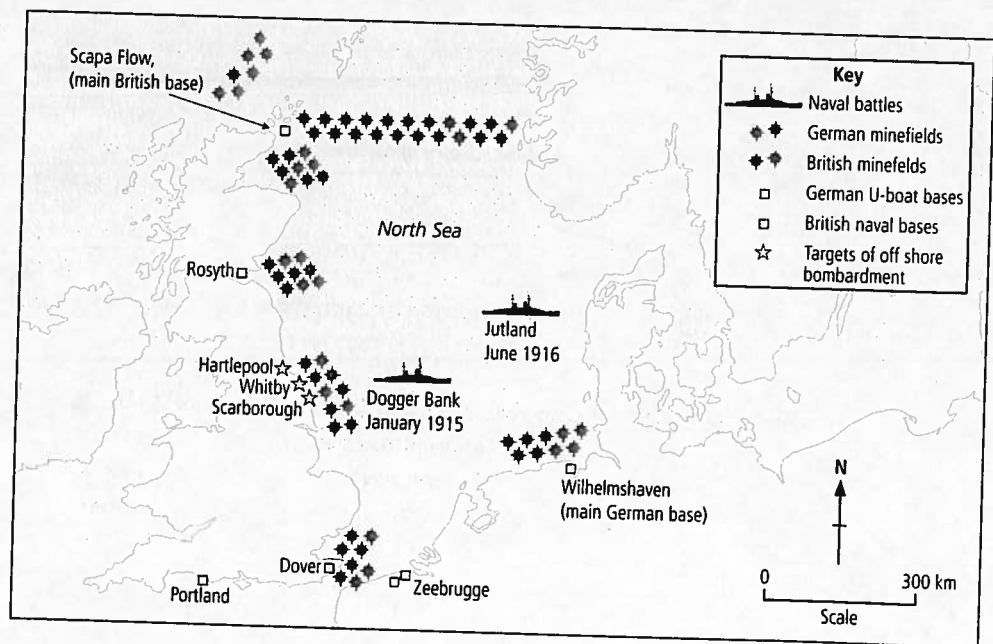 Scapa Flow,
(main British base)
Key
Naval battles
German minefields
British minefelds
German U-boat bases
British naval bases
Targets of off shore
bombardment
North Sea
Rosyth
Jutland
June 1916
Hartlepool
Whitby
Scarborough
Dogger Bank
January 1915
Wilhelmshaven
(main German base)
N
Dover
Zeebrugge
Portland
0 300 km
Scale